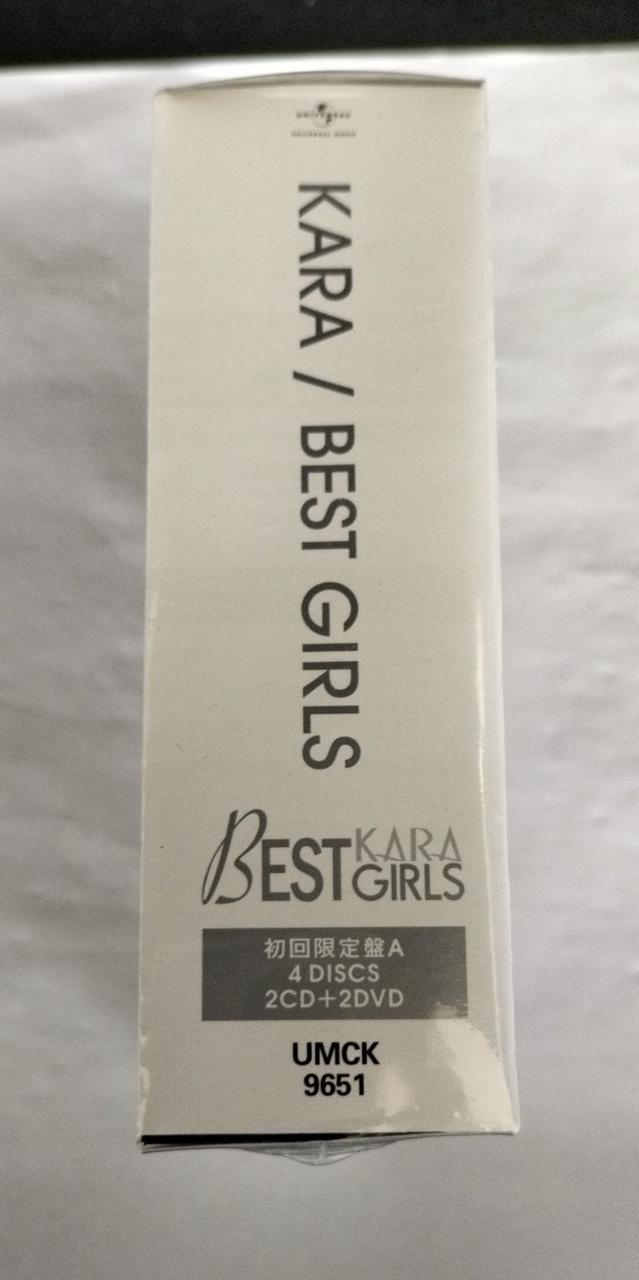 UNIVERSAL
UNIVERSAL MUSIC
KARA / BEST GIRLS
BEST KARA GIRLS
初回限定盤A
4 DISCS
2CD+2DVD
UMCK
9651